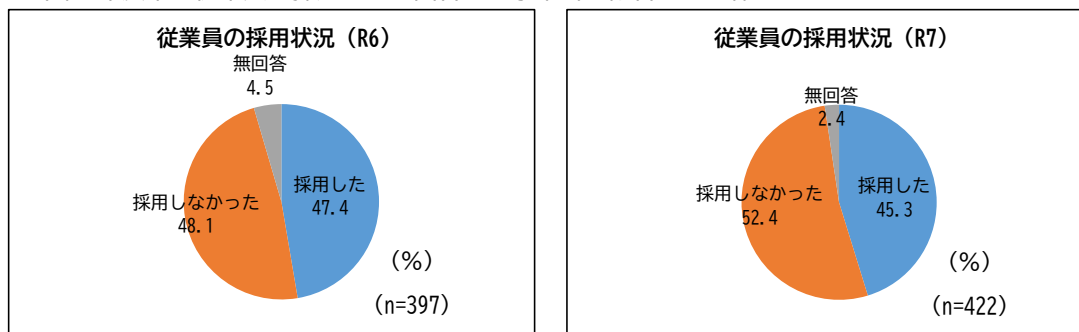 従業員の採用状況（R6）
無回答
4.5
採用した
47.4
採用しなかった
48.1
(%)
(n=397)
従業員の採用状況（R7）
無回答
2.4
採用した
45.3
採用しなかった
52.4
(%)
(n=422)